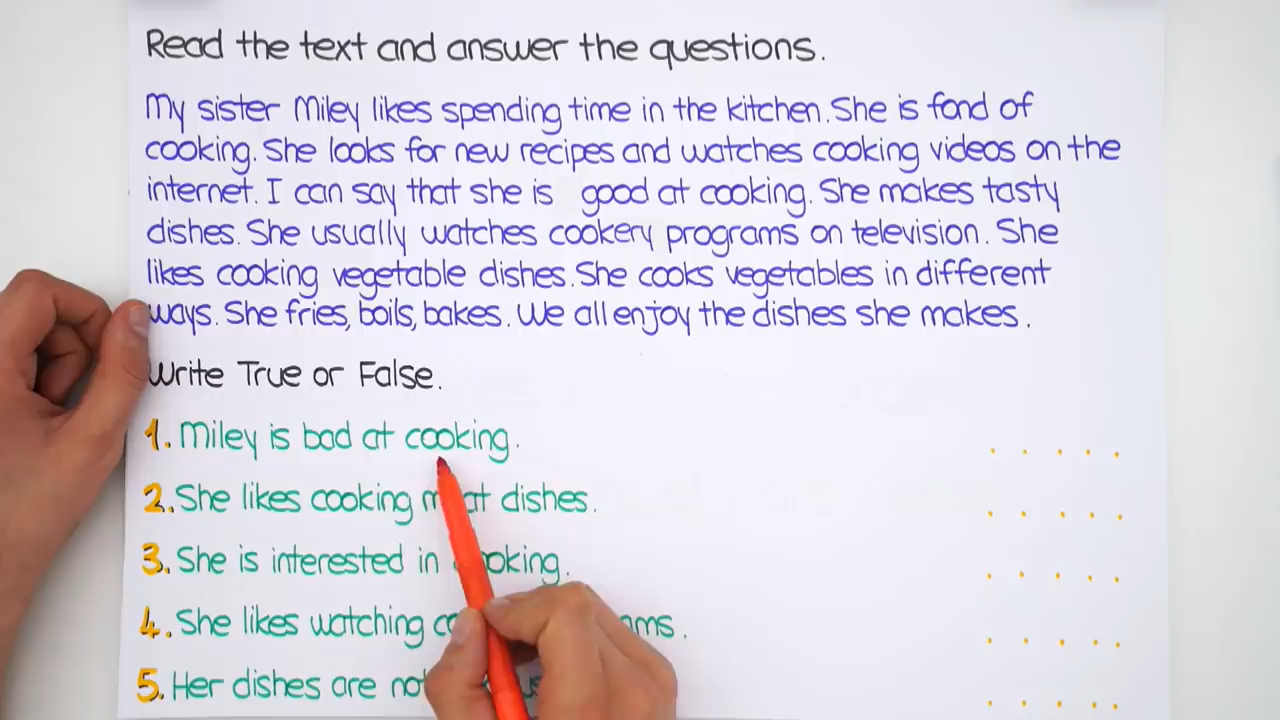 Read the text and answer the questions.
My sister Miley likes spending time in the kitchen. She is fond of
cooking. She looks for new recipes and watches cooking videos on the
internet. I can say that she is good at cooking. She makes tasty
dishes. She usually watches cookery programs on television. She
likes cooking vegetable dishes. She cooks vegetables in different
ways. She fries, boils, bakes. We all enjoy the dishes she makes.
Write True or False.
1. Miley is bad at cooking. .....
2. She likes cooking dishes. .....
3. She is interested in cooking. .....
4. She likes watching . .....
5. Her dishes are not .....